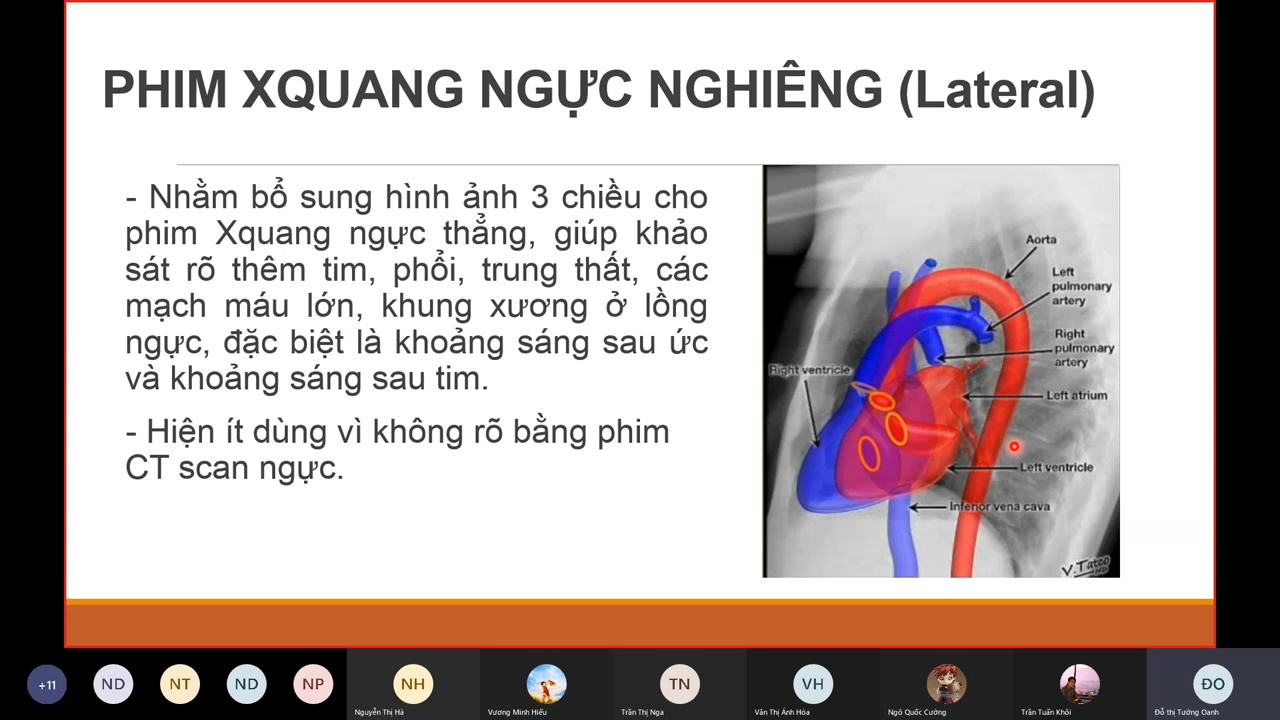 PHIM XQUANG NGỰC NGHIÊNG (Lateral)
- Nhằm bổ sung hình ảnh 3 chiều cho
phim Xquang ngực thẳng, giúp khảo
sát rõ thêm tim, phổi, trung thất, các
mạch máu lớn, khung xương ở lồng
ngực, đặc biệt là khoảng sáng sau ức
và khoảng sáng sau tim.
- Hiện ít dùng vì không rõ bằng phim
CT scan ngực.
Aorta
Left
pulmonary
artery
Right
pulmonary
artery
Right ventricle
Left atrium
Left ventricle
Inferior vena cava
V.Tatoo
+11
ND
NT
ND
NP
NH
TN
VH
ĐO
Nguyễn Thị Hà
Vương Minh Hiếu
Trần Thị Nga
Văn Thị Ánh Hòa
Ngô Quốc Cường
Trần Tuấn Khôi
Đỗ thị Tường Oanh